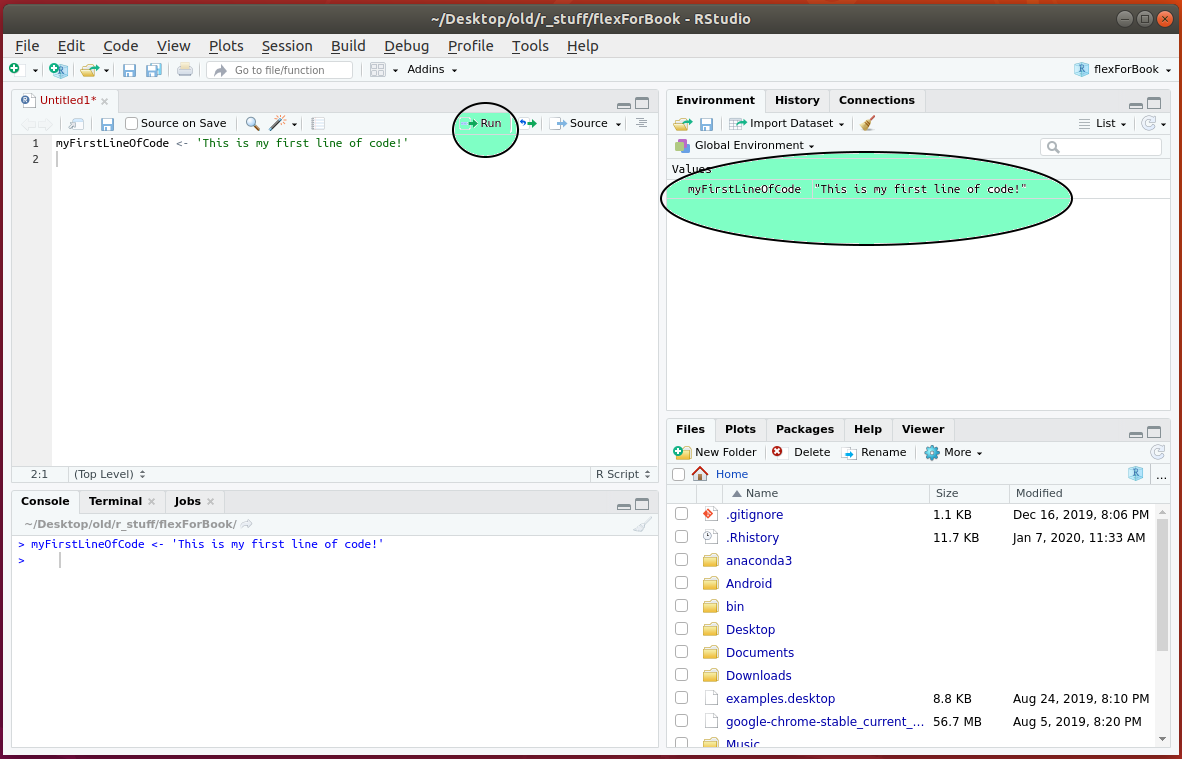 ~/Desktop/old/r_stuff/flexForBook - RStudio
File Edit Code View Plots Session Build Debug Profile Tools Help
Go to file/function Addins flexForBook
Untitled1*
Source on Save Run Source
1 myFirstLineOfCode <- 'This is my first line of code!'
2
2:1 (Top Level) R Script
Console Terminal Jobs
~/Desktop/old/r_stuff/flexForBook/
> myFirstLineOfCode <- 'This is my first line of code!'
>
Environment History Connections
Import Dataset List
Global Environment
Values
myFirstLineOfCode "This is my first line of code!"
Files Plots Packages Help Viewer
New Folder Delete Rename More
Home ...
Name Size Modified
.gitignore 1.1 KB Dec 16, 2019, 8:06 PM
.Rhistory 11.7 KB Jan 7, 2020, 11:33 AM
anaconda3
Android
bin
Desktop
Documents
Downloads
examples.desktop 8.8 KB Aug 24, 2019, 8:10 PM
google-chrome-stable_current_... 56.7 MB Aug 5, 2019, 8:20 PM
Music